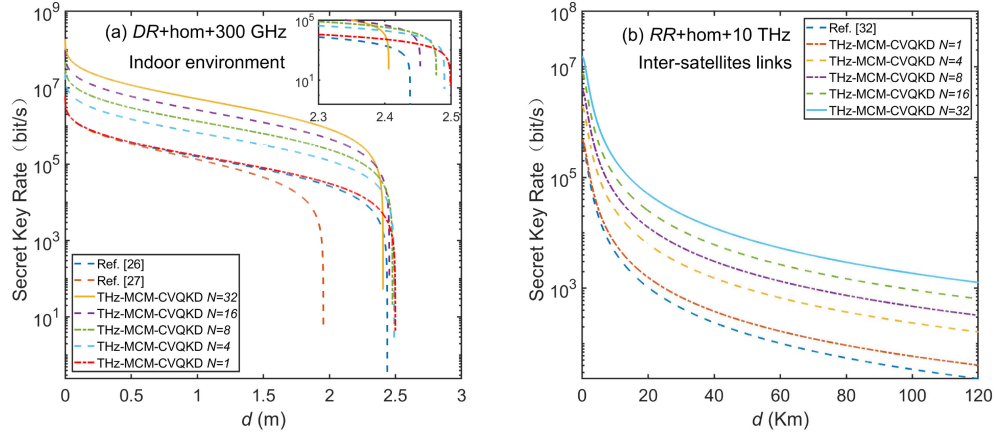 (a) DR+hom+300 GHz
Indoor environment
Secret Key Rate (bit/s)
10^7
10^5
10^3
10^1
0
0.5
1
1.5
2
2.5
3
d (m)
10^5
10^1
2.3
2.4
2.5
Ref. [26]
Ref. [27]
THz-MCM-CVQKD N=32
THz-MCM-CVQKD N=16
THz-MCM-CVQKD N=8
THz-MCM-CVQKD N=4
THz-MCM-CVQKD N=1
(b) RR+hom+10 THz
Inter-satellites links
Secret Key Rate (bit/s)
10^8
10^7
10^5
10^3
0
20
40
60
80
100
120
d (Km)
Ref. [32]
THz-MCM-CVQKD N=1
THz-MCM-CVQKD N=4
THz-MCM-CVQKD N=8
THz-MCM-CVQKD N=16
THz-MCM-CVQKD N=32